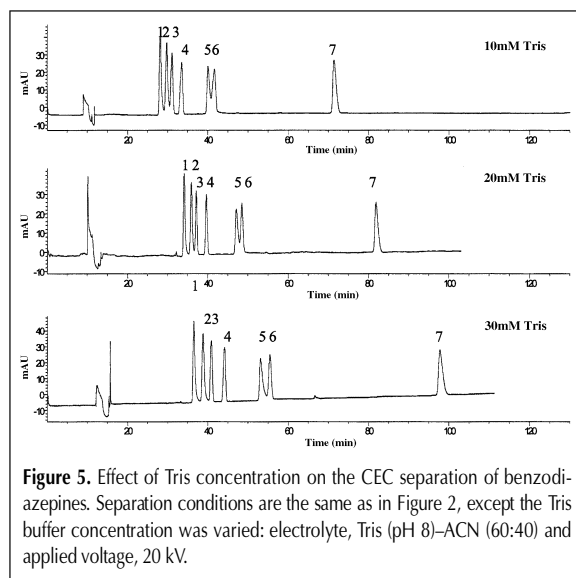 1 2 3
4
5 6
7
10mM Tris
mAU
30
20
10
0
-10
20 40 60 80 100 120
Time (min)
1 2
3 4
5 6
7
20mM Tris
mAU
30
20
10
0
-10
20 40 60 80 100 120
Time (min)
1
23
4
5 6
7
30mM Tris
mAU
40
30
20
10
0
-10
20 40 60 80 100 120
Time (min)
Figure 5. Effect of Tris concentration on the CEC separation of benzodi-
azepines. Separation conditions are the same as in Figure 2, except the Tris
buffer concentration was varied: electrolyte, Tris (pH 8)–ACN (60:40) and
applied voltage, 20 kV.